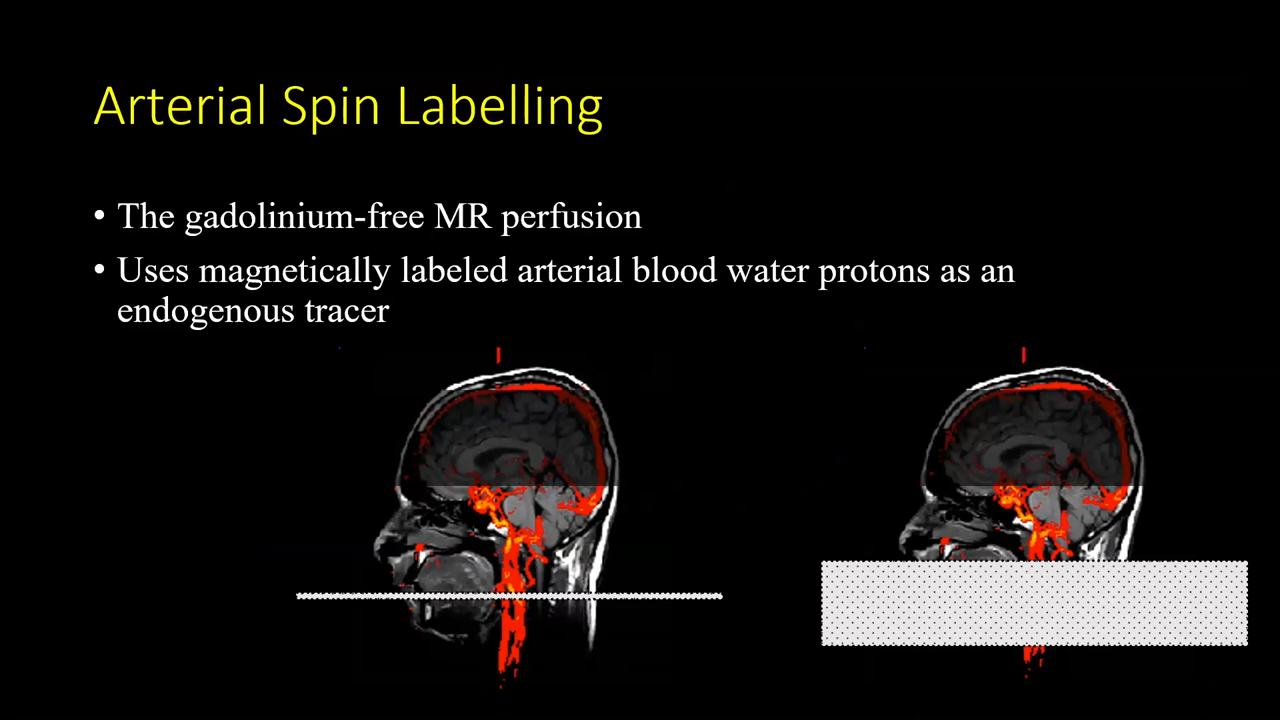 Arterial Spin Labelling
• The gadolinium-free MR perfusion
• Uses magnetically labeled arterial blood water protons as an
endogenous tracer